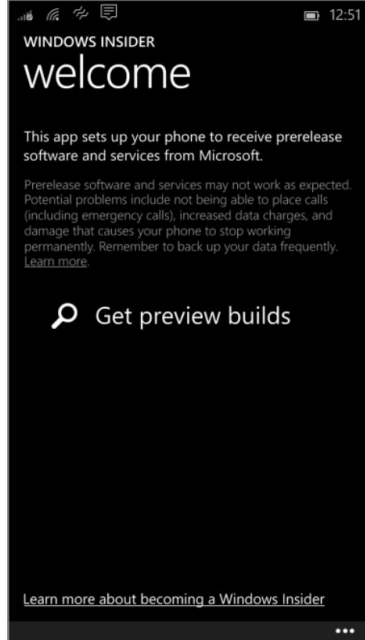 12:51
WINDOWS INSIDER
welcome
This app sets up your phone to receive prerelease
software and services from Microsoft.
Prerelease software and services may not work as expected.
Potential problems include not being able to place calls
(including emergency calls), increased data charges, and
damage that causes your phone to stop working
permanently. Remember to back up your data frequently.
Learn more.
Get preview builds
Learn more about becoming a Windows Insider